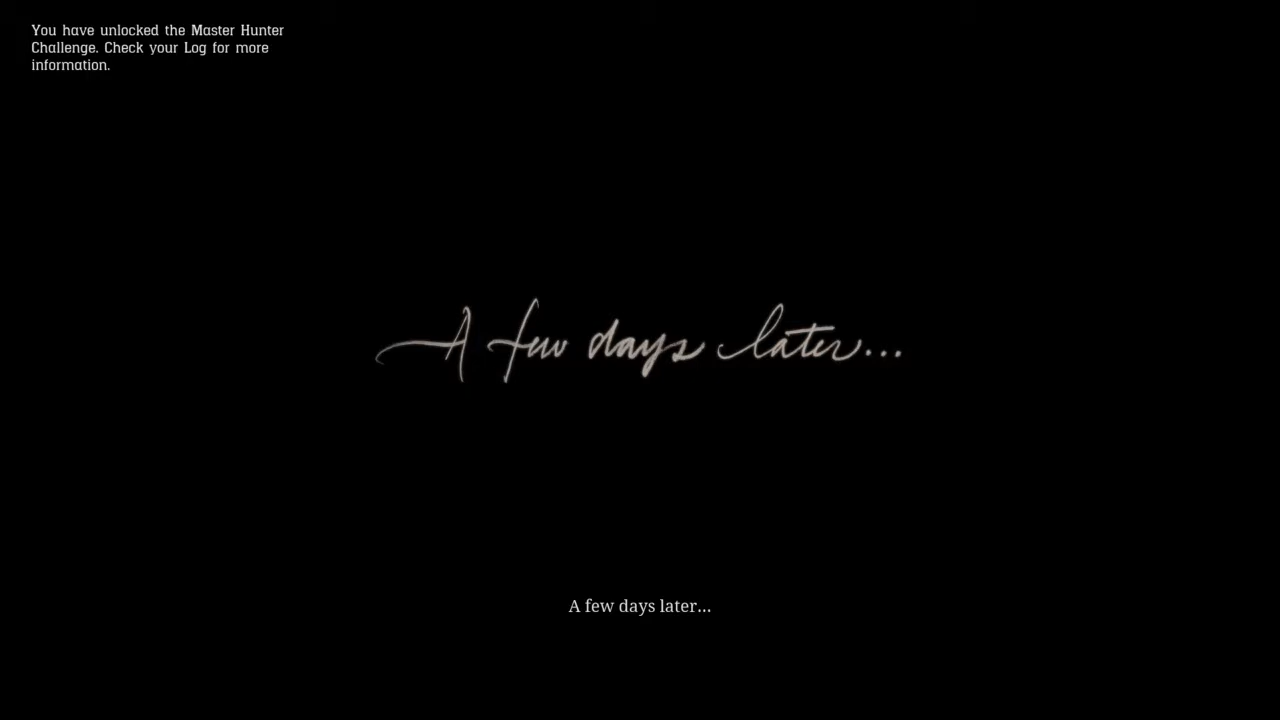 You have unlocked the Master Hunter
Challenge. Check your Log for more
information.
A few days later...
A few days later...